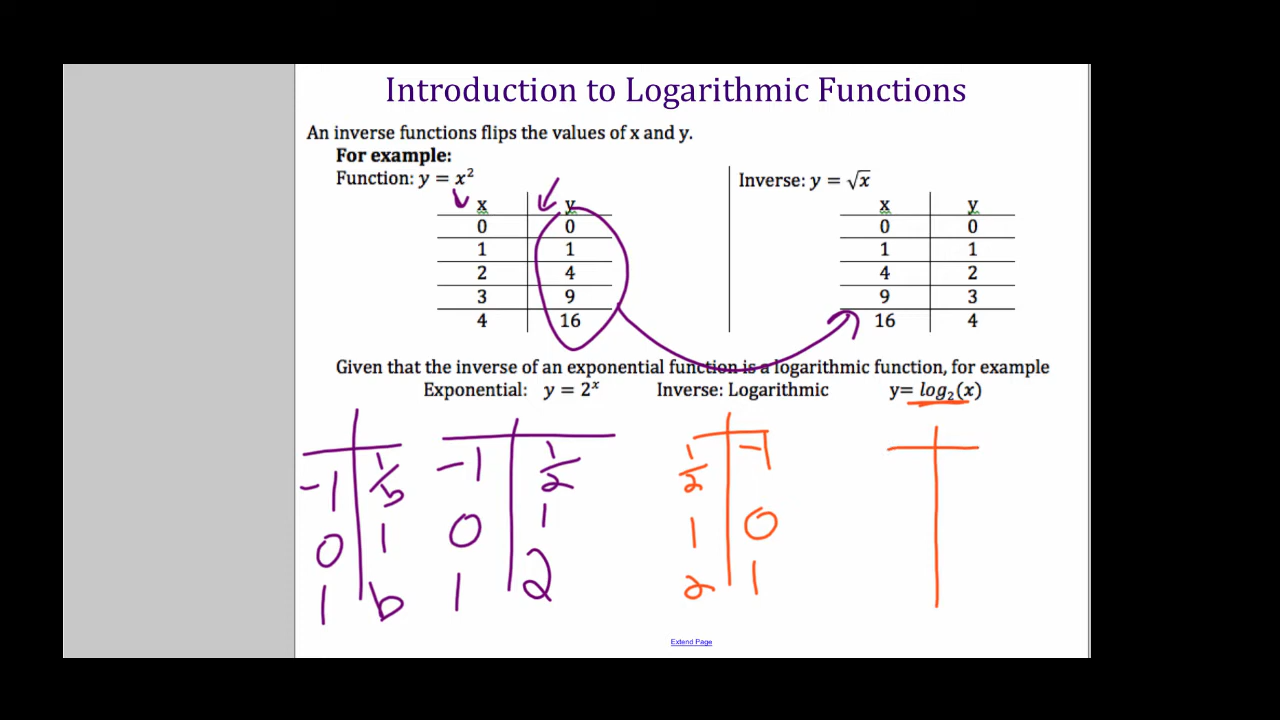 Introduction to Logarithmic Functions
An inverse functions flips the values of x and y.
For example:
Function: y = x² Inverse: y = √x
x y x y
0 0 0 0
1 1 1 1
2 4 4 2
3 9 9 3
4 16 16 4
Given that the inverse of an exponential function is a logarithmic function, for example
Exponential: y = 2ˣ Inverse: Logarithmic y= log₂(x)
-1 1/b -1 1/2 1/2 -1
0 1 0 1 1 0
1 b 1 2 2 1
Extend Page